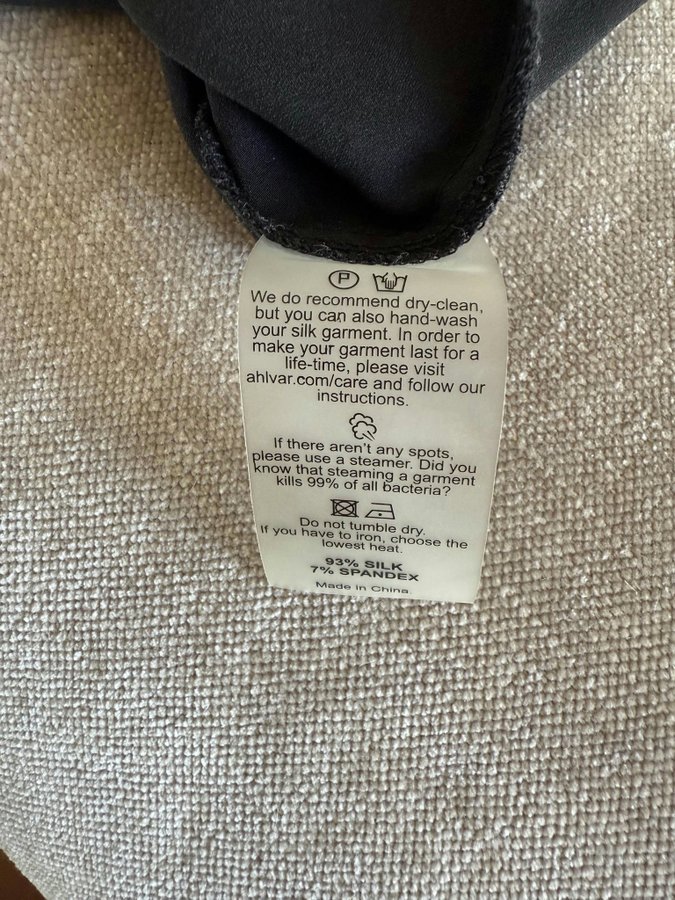 P
We do recommend dry-clean,
but you can also hand-wash
your silk garment. In order to
make your garment last for a
life-time, please visit
ahlvar.com/care and follow our
instructions.
If there aren't any spots,
please use a steamer. Did you
know that steaming a garment
kills 99% of all bacteria?
Do not tumble dry.
If you have to iron, choose the
lowest heat.
93% SILK
7% SPANDEX
Made in China